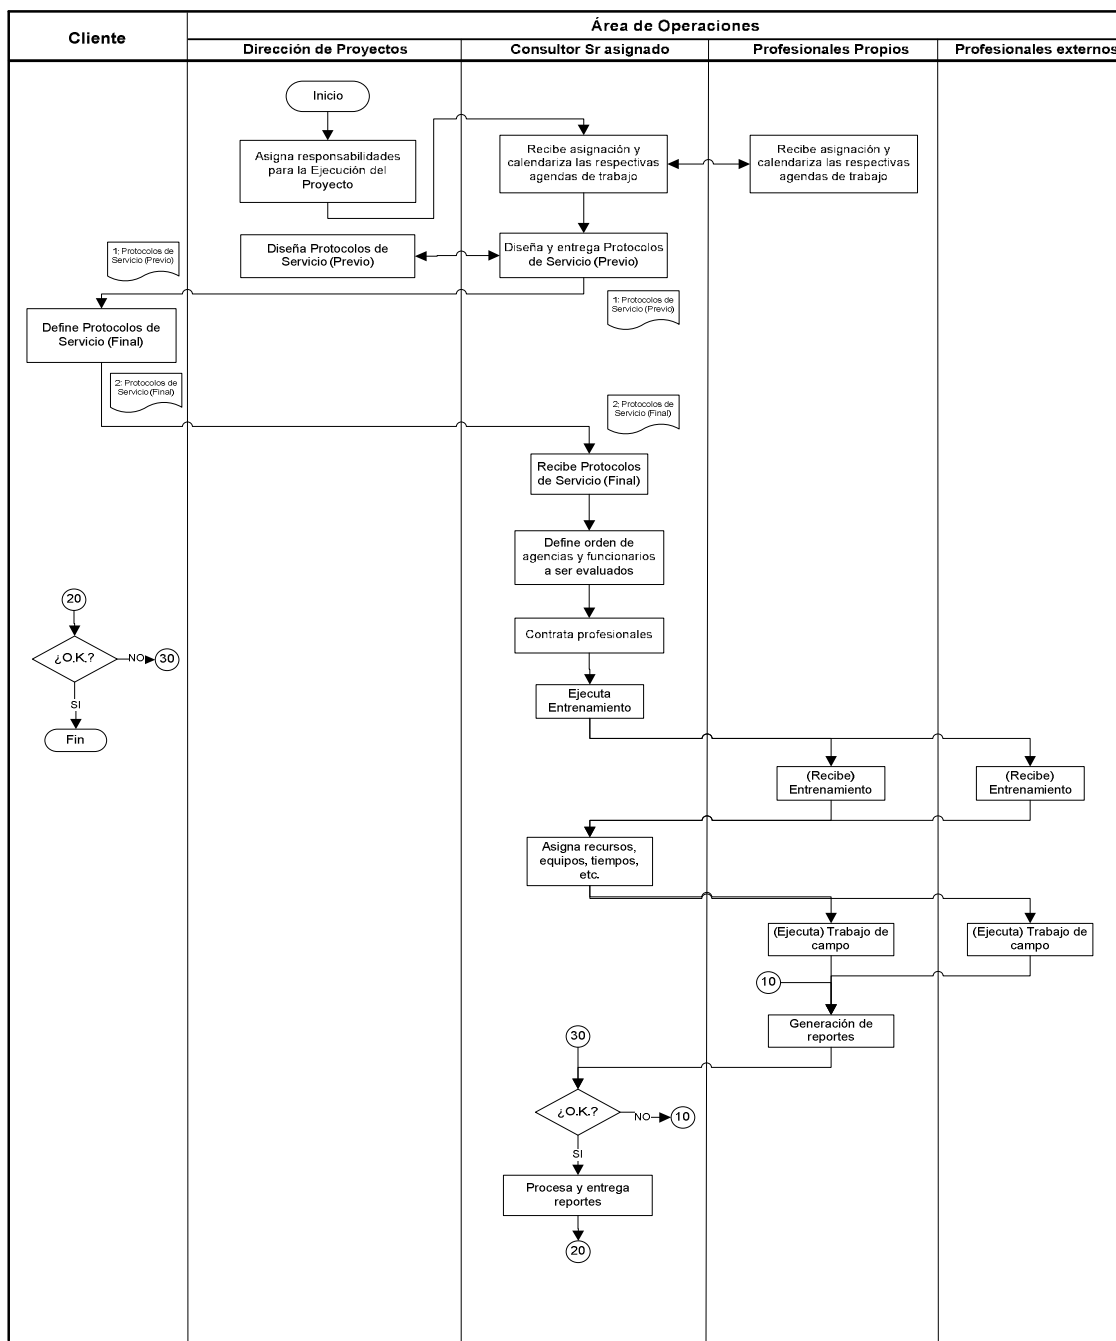 Cliente
Área de Operaciones
Dirección de Proyectos
Consultor Sr asignado
Profesionales Propios
Profesionales externos
Inicio
Asigna responsabilidades
para la Ejecución del
Proyecto
Recibe asignación y
calendariza las respectivas
agendas de trabajo
Recibe asignación y
calendariza las respectivas
agendas de trabajo
1: Protocolos de
Servicio (Previo)
Diseña Protocolos de
Servicio (Previo)
Diseña y entrega Protocolos
de Servicio (Previo)
1: Protocolos de
Servicio (Previo)
Define Protocolos de
Servicio (Final)
2: Protocolos de
Servicio (Final)
2: Protocolos de
Servicio (Final)
Recibe Protocolos
de Servicio (Final)
Define orden de
agencias y funcionarios
a ser evaluados
20
¿O.K.?
NO
30
SI
Fin
Contrata profesionales
Ejecuta
Entrenamiento
(Recibe)
Entrenamiento
(Recibe)
Entrenamiento
Asigna recursos,
equipos, tiempos,
etc.
(Ejecuta) Trabajo de
campo
(Ejecuta) Trabajo de
campo
10
Generación de
reportes
30
¿O.K.?
NO
10
SI
Procesa y entrega
reportes
20